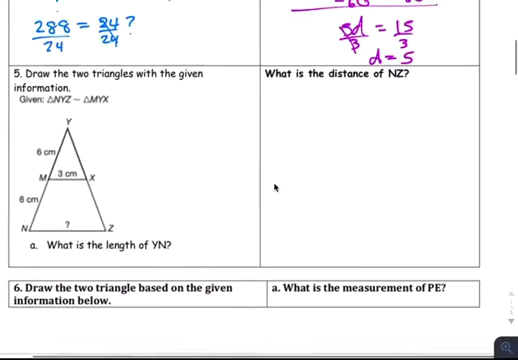 288 = 24 ?
24 24
3d = 15
3 3
d = 5
5. Draw the two triangles with the given
information.
Given: △NYZ ~ △MYX
Y
6 cm
M 3 cm X
6 cm
N ? Z
a. What is the length of YN?
What is the distance of NZ?
6. Draw the two triangle based on the given
information below.
a. What is the measurement of PE?